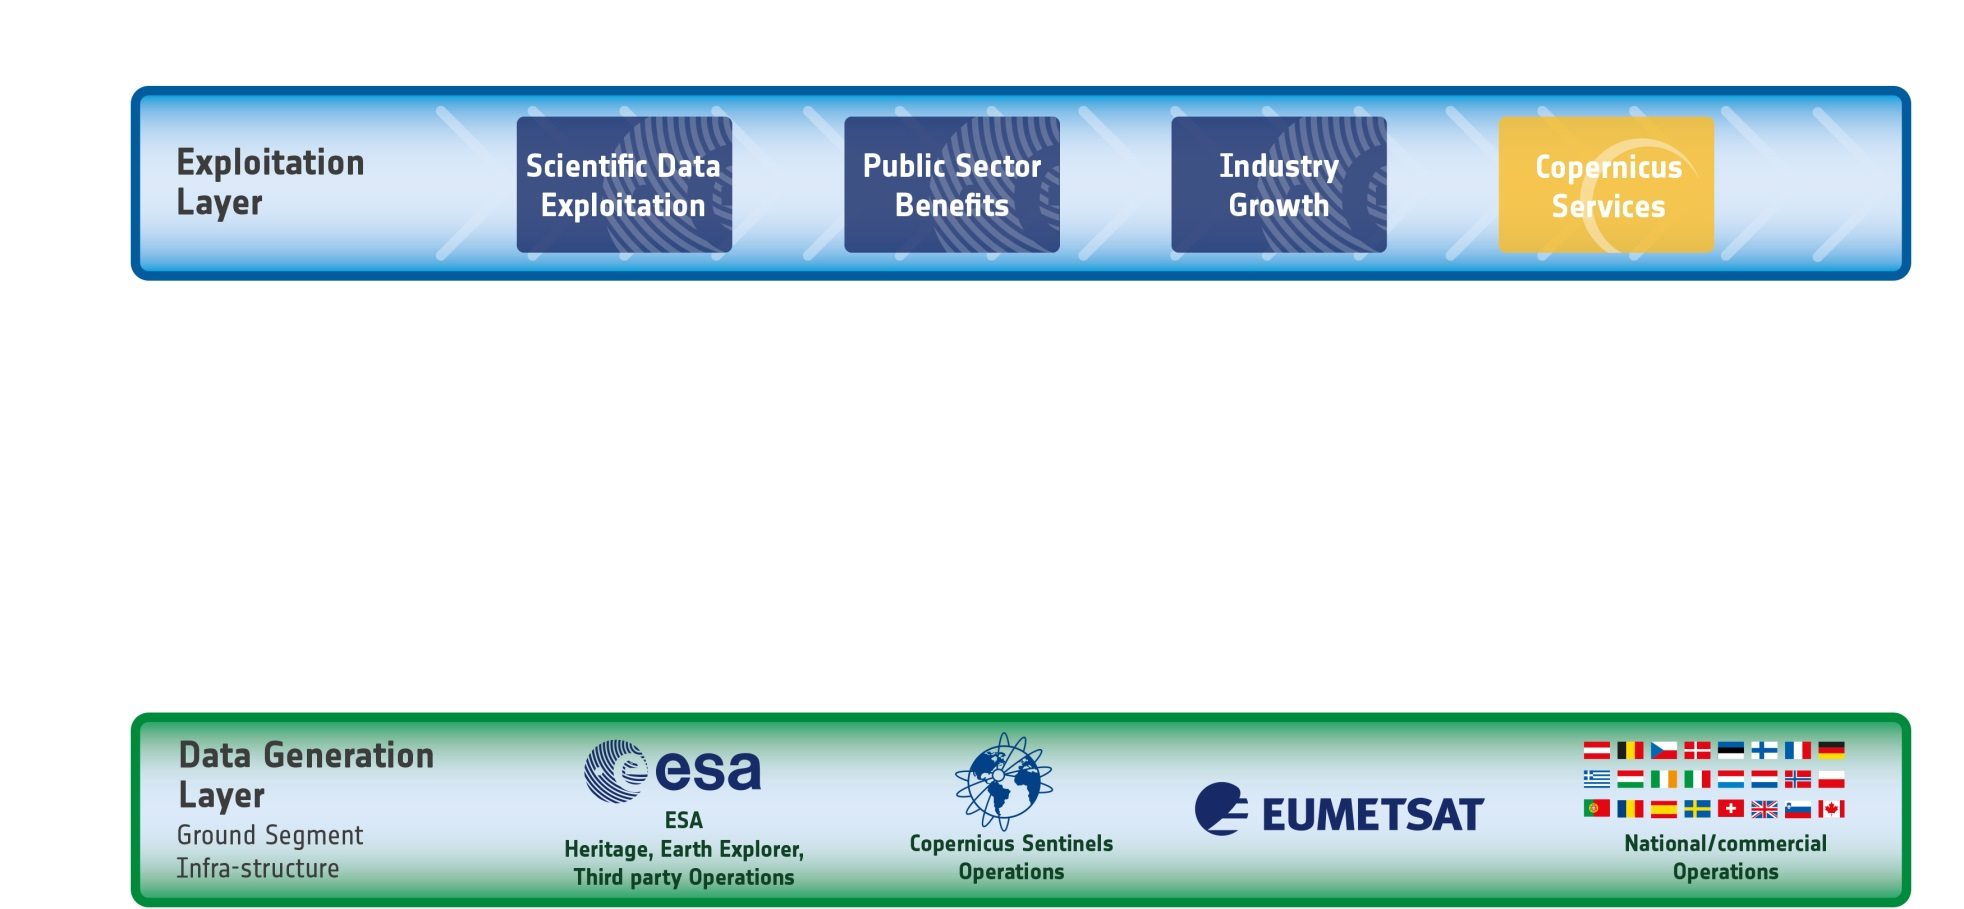 Exploitation
Layer
Scientific Data
Exploitation
Public Sector
Benefits
Industry
Growth
Copernicus
Services
Data Generation
Layer
Ground Segment
Infra-structure
esa
ESA
Heritage, Earth Explorer,
Third party Operations
Copernicus Sentinels
Operations
EUMETSAT
National/commercial
Operations